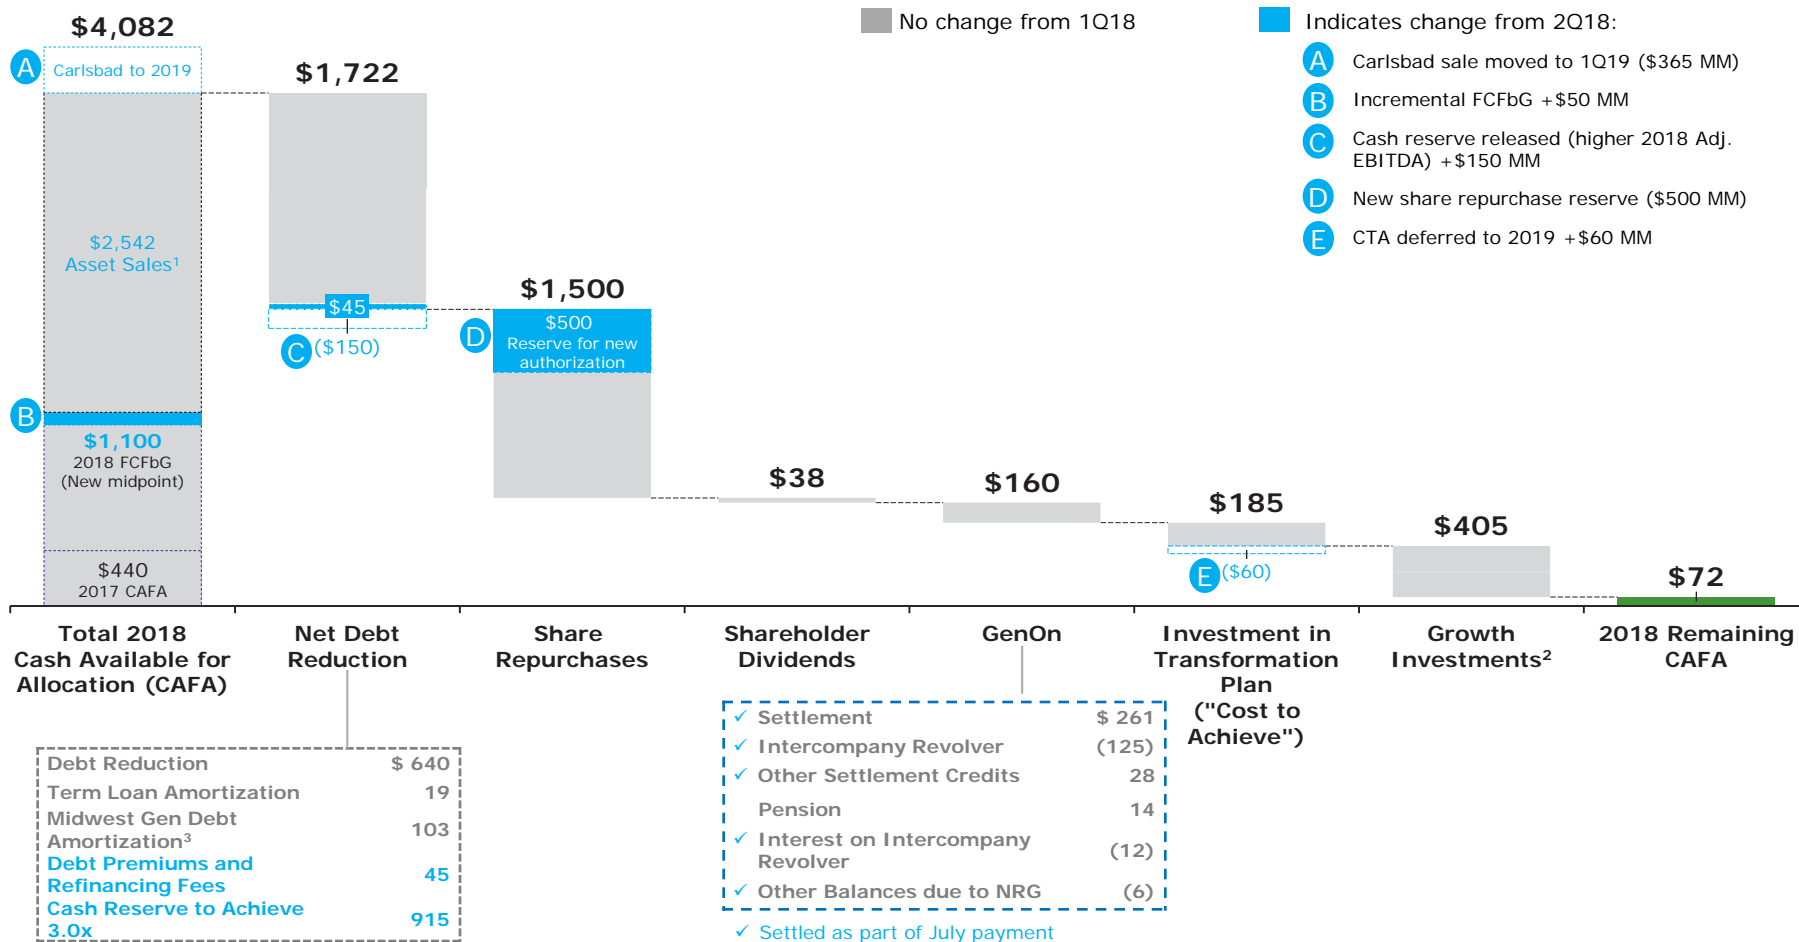 No change from 1Q18
Indicates change from 2Q18:
A Carlsbad sale moved to 1Q19 ($365 MM)
B Incremental FCFbG +$50 MM
C Cash reserve released (higher 2018 Adj.
EBITDA) +$150 MM
D New share repurchase reserve ($500 MM)
E CTA deferred to 2019 +$60 MM
$4,082
A Carlsbad to 2019
$2,542
Asset Sales¹
B
$1,100
2018 FCFbG
(New midpoint)
$440
2017 CAFA
$1,722
$45
C ($150)
$1,500
D
$500
Reserve for new
authorization
$38
$160
$185
E ($60)
$405
$72
Total 2018
Cash Available for
Allocation (CAFA)
Net Debt
Reduction
Share
Repurchases
Shareholder
Dividends
GenOn
Investment in
Transformation
Plan
("Cost to
Achieve")
Growth
Investments²
2018 Remaining
CAFA
Debt Reduction $ 640
Term Loan Amortization 19
Midwest Gen Debt
Amortization³ 103
Debt Premiums and
Refinancing Fees 45
Cash Reserve to Achieve
3.0x 915
✓ Settlement $ 261
✓ Intercompany Revolver (125)
✓ Other Settlement Credits 28
Pension 14
✓ Interest on Intercompany
Revolver (12)
✓ Other Balances due to NRG (6)
✓ Settled as part of July payment